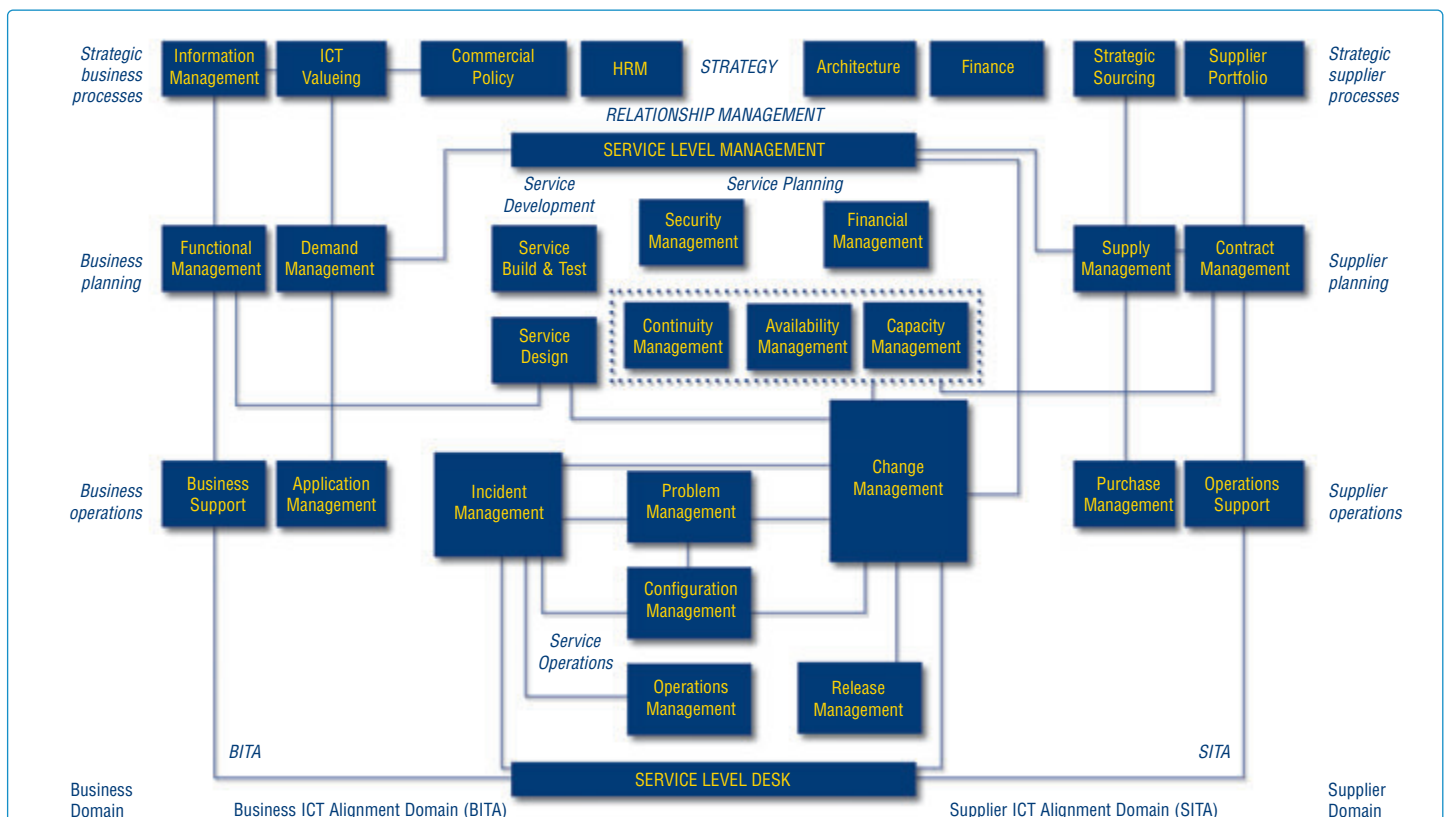 Strategic
business
processes
Information
Management
ICT
Valueing
Commercial
Policy
HRM
STRATEGY
Architecture
Finance
Strategic
Sourcing
Supplier
Portfolio
Strategic
supplier
processes
RELATIONSHIP MANAGEMENT
SERVICE LEVEL MANAGEMENT
Service
Development
Service Planning
Business
planning
Functional
Management
Demand
Management
Service
Build & Test
Security
Management
Financial
Management
Supply
Management
Contract
Management
Supplier
planning
Service
Design
Continuity
Management
Availability
Management
Capacity
Management
Business
operations
Business
Support
Application
Management
Incident
Management
Problem
Management
Change
Management
Purchase
Management
Operations
Support
Supplier
operations
Configuration
Management
Service
Operations
Operations
Management
Release
Management
BITA
SITA
SERVICE LEVEL DESK
Business
Domain
Business ICT Alignment Domain (BITA)
Supplier ICT Alignment Domain (SITA)
Supplier
Domain